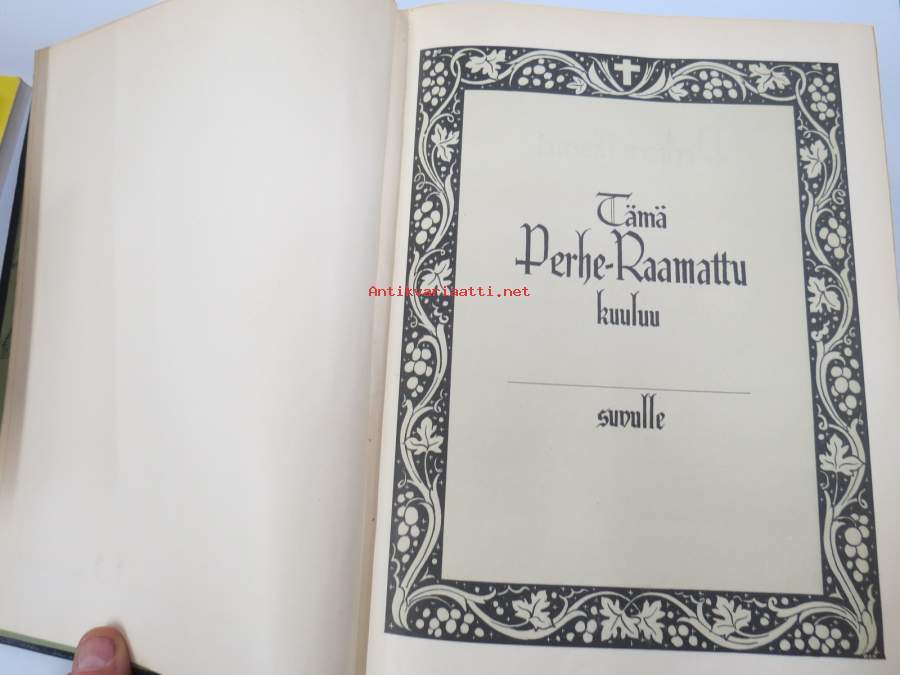 Tämä
Perhe-Raamattu
Antikvariaatti.net
kuuluu
suvulle